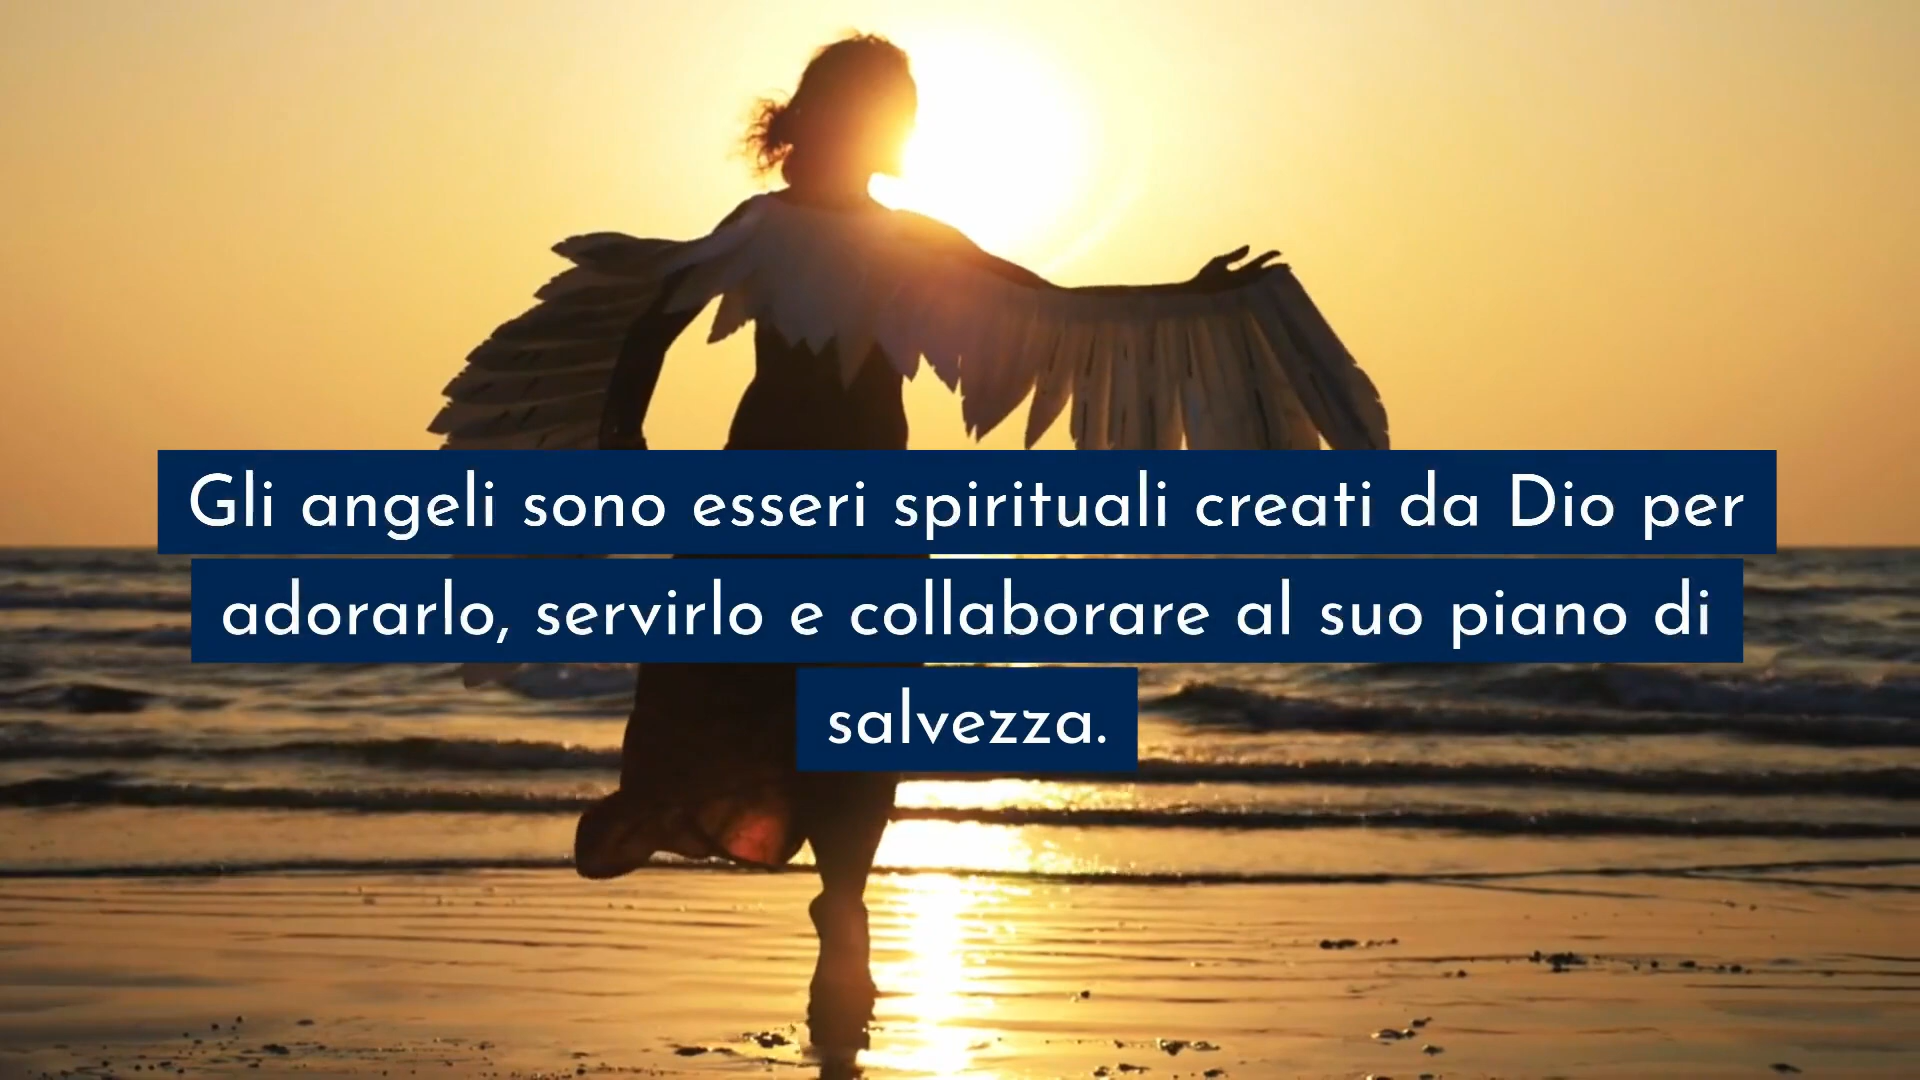 Gli angeli sono esseri spirituali creati da Dio per
adorarlo, servirlo e collaborare al suo piano di
salvezza.